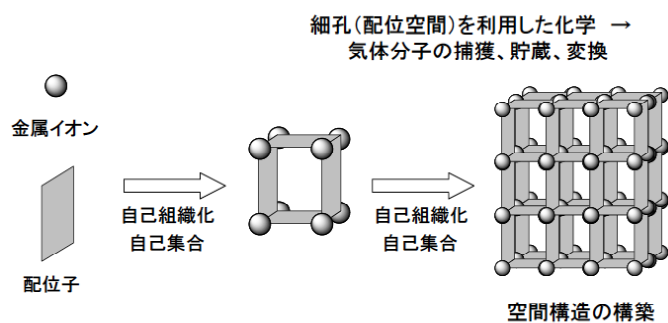 細孔(配位空間)を利用した化学 →
気体分子の捕獲、貯蔵、変換
金属イオン
自己組織化
自己集合
自己組織化
自己集合
配位子
空間構造の構築